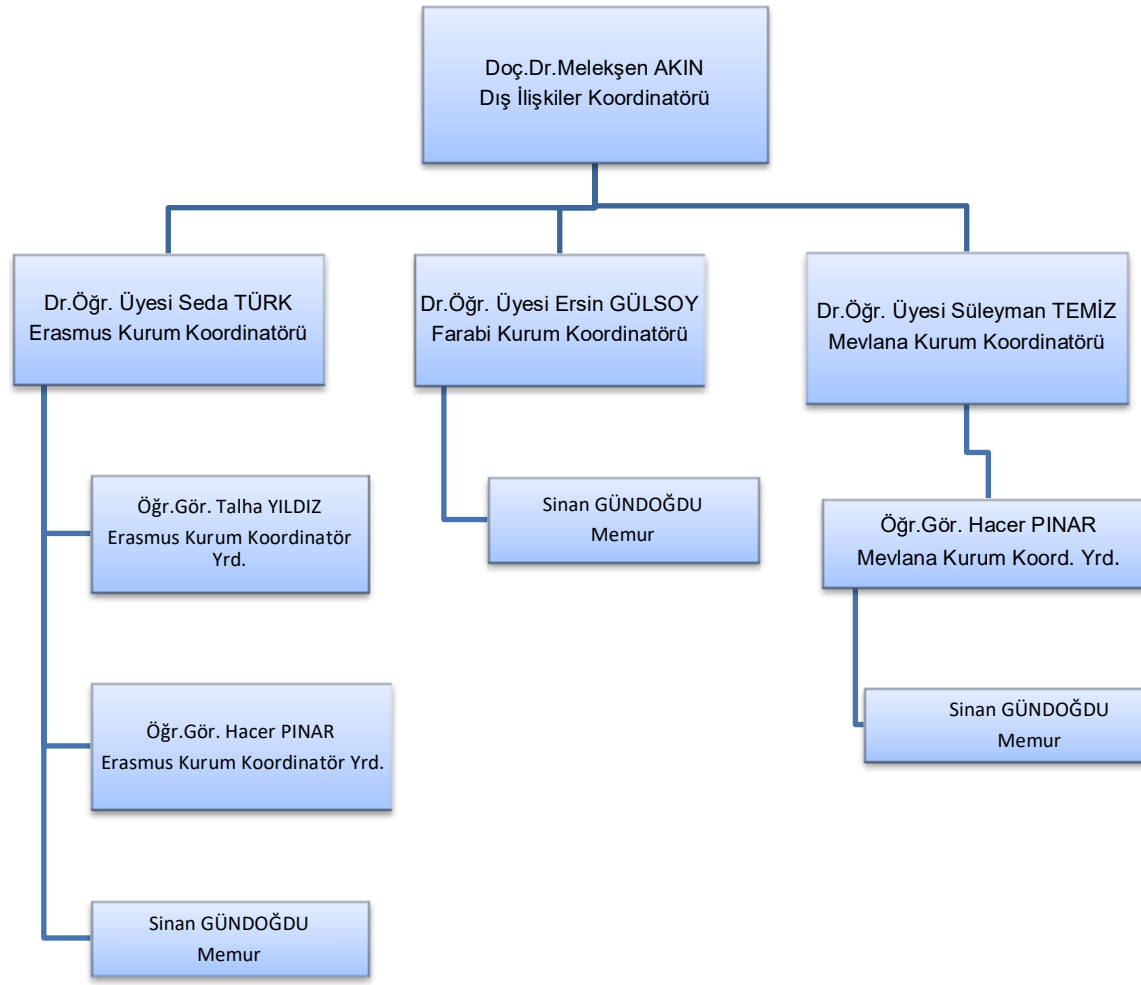 Doç.Dr.Melekşen AKIN
Dış İlişkiler Koordinatörü
Dr.Öğr. Üyesi Seda TÜRK
Erasmus Kurum Koordinatörü
Dr.Öğr. Üyesi Ersin GÜLSOY
Farabi Kurum Koordinatörü
Dr.Öğr. Üyesi Süleyman TEMİZ
Mevlana Kurum Koordinatörü
Öğr.Gör. Talha YILDIZ
Erasmus Kurum Koordinatör
Yrd.
Öğr.Gör. Hacer PINAR
Erasmus Kurum Koordinatör Yrd.
Sinan GÜNDOĞDU
Memur
Sinan GÜNDOĞDU
Memur
Öğr.Gör. Hacer PINAR
Mevlana Kurum Koord. Yrd.
Sinan GÜNDOĞDU
Memur